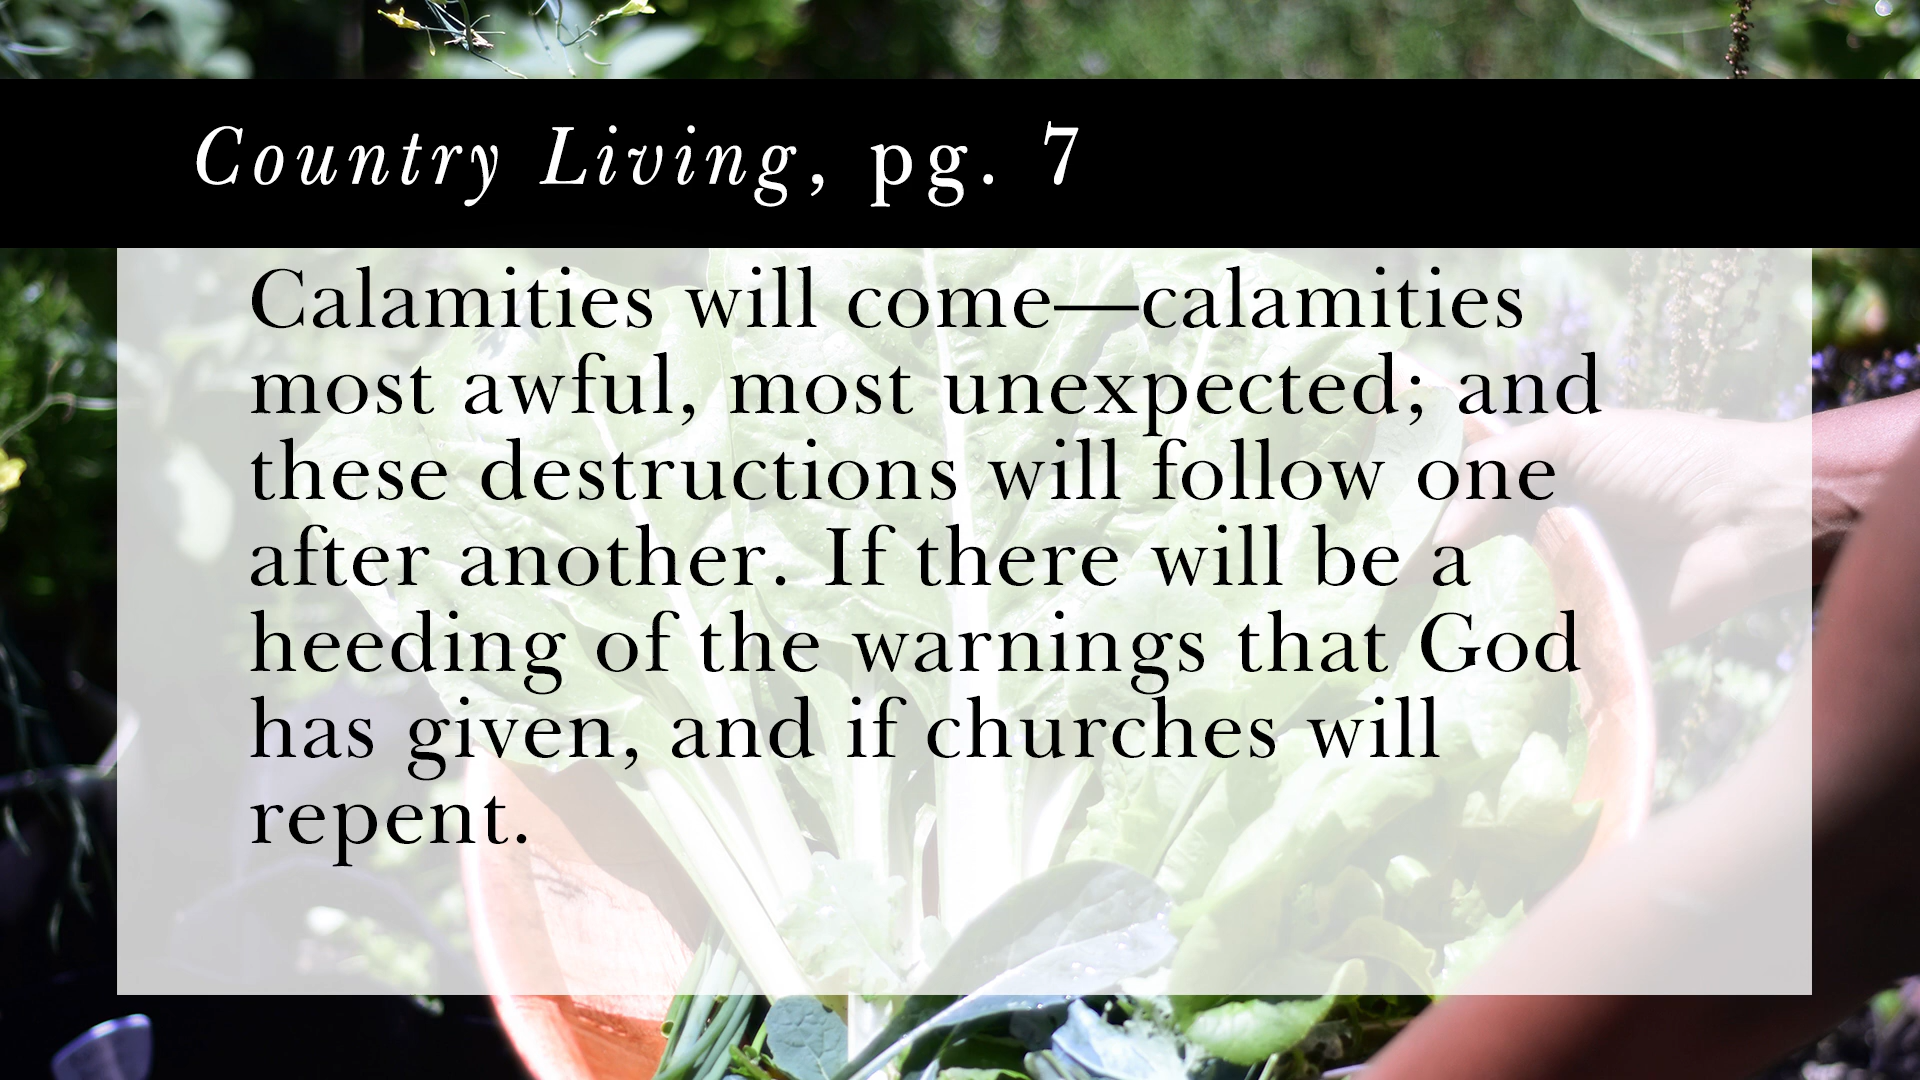 Country Living, pg. 7
Calamities will come—calamities
most awful, most unexpected; and
these destructions will follow one
after another. If there will be a
heeding of the warnings that God
has given, and if churches will
repent.